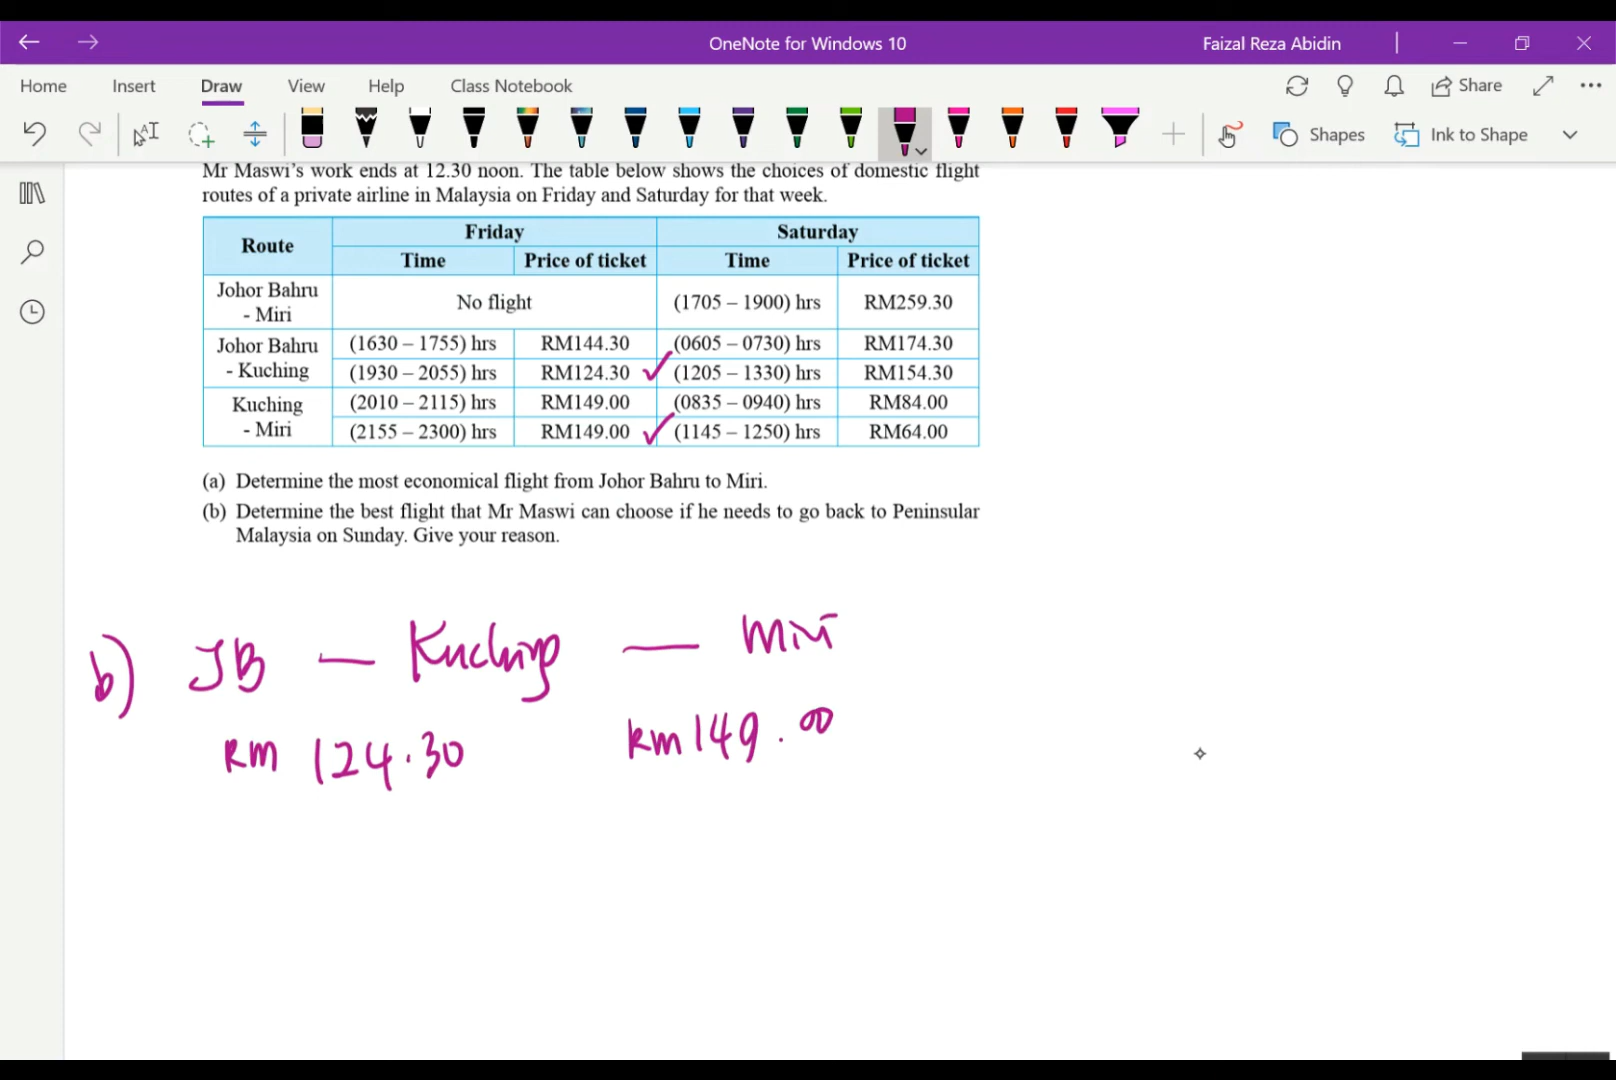 OneNote for Windows 10
Faizal Reza Abidin
Home Insert Draw View Help Class Notebook Share
Shapes Ink to Shape
Mr Maswi's work ends at 12.30 noon. The table below shows the choices of domestic flight
routes of a private airline in Malaysia on Friday and Saturday for that week.
Route Friday Saturday
Time Price of ticket Time Price of ticket
Johor Bahru - Miri No flight (1705 – 1900) hrs RM259.30
Johor Bahru - Kuching (1630 – 1755) hrs RM144.30 (0605 – 0730) hrs RM174.30
(1930 – 2055) hrs RM124.30 (1205 – 1330) hrs RM154.30
Kuching - Miri (2010 – 2115) hrs RM149.00 (0835 – 0940) hrs RM84.00
(2155 – 2300) hrs RM149.00 (1145 – 1250) hrs RM64.00
(a) Determine the most economical flight from Johor Bahru to Miri.
(b) Determine the best flight that Mr Maswi can choose if he needs to go back to Peninsular
Malaysia on Sunday. Give your reason.
b) JB — Kuching — Miri
RM 124.30 RM149.00